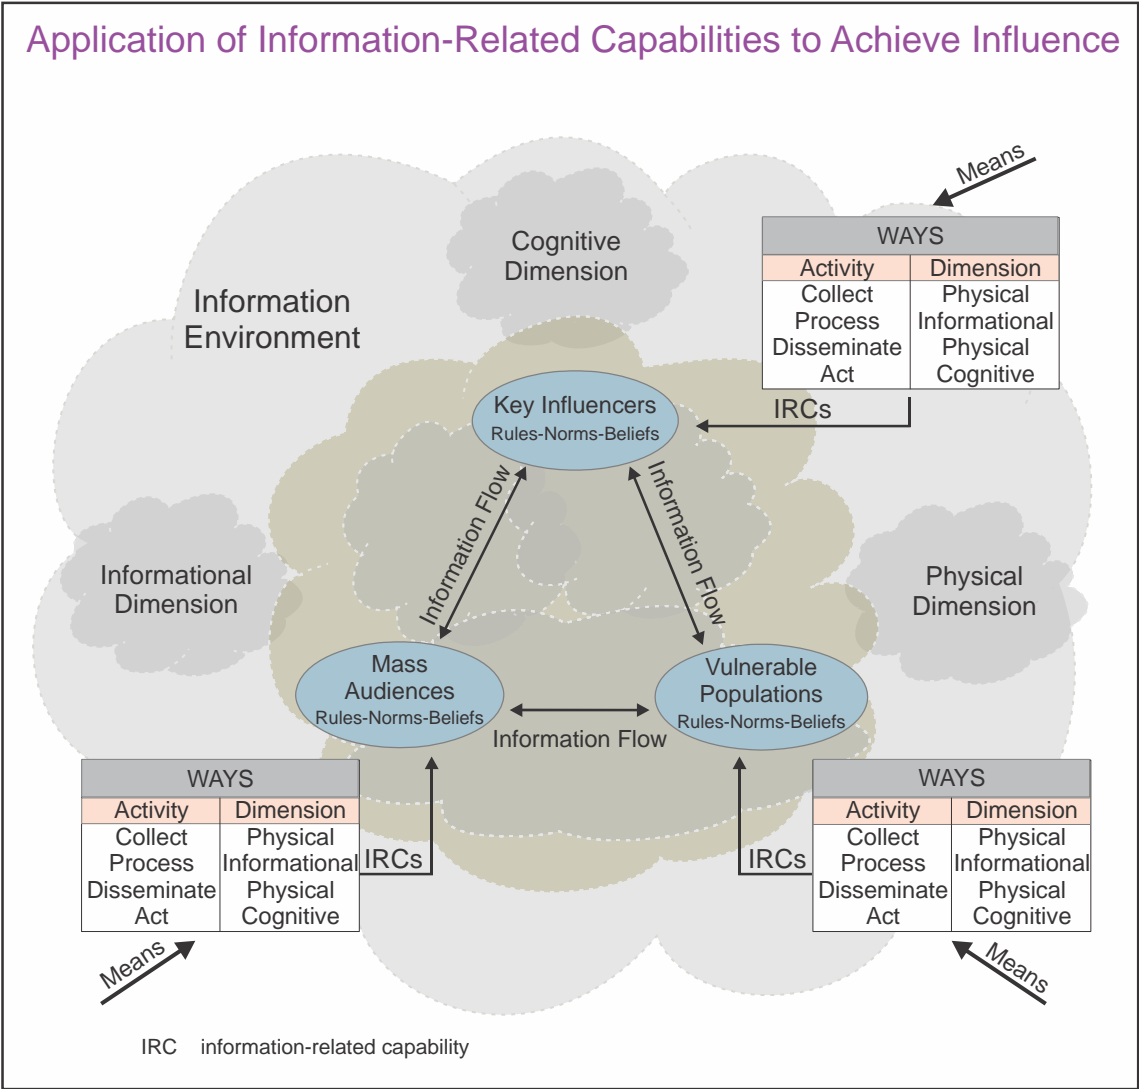 Application of Information-Related Capabilities to Achieve Influence
Means
WAYS
Activity Dimension
Collect Physical
Process Informational
Disseminate Physical
Act Cognitive
IRCs
Cognitive
Dimension
Information
Environment
Key Influencers
Rules-Norms-Beliefs
Information Flow
Information Flow
Informational
Dimension
Physical
Dimension
Mass
Audiences
Rules-Norms-Beliefs
Vulnerable
Populations
Rules-Norms-Beliefs
Information Flow
WAYS
Activity Dimension
Collect Physical
Process Informational
Disseminate Physical
Act Cognitive
IRCs
Means
WAYS
Activity Dimension
Collect Physical
Process Informational
Disseminate Physical
Act Cognitive
IRCs
Means
IRC information-related capability